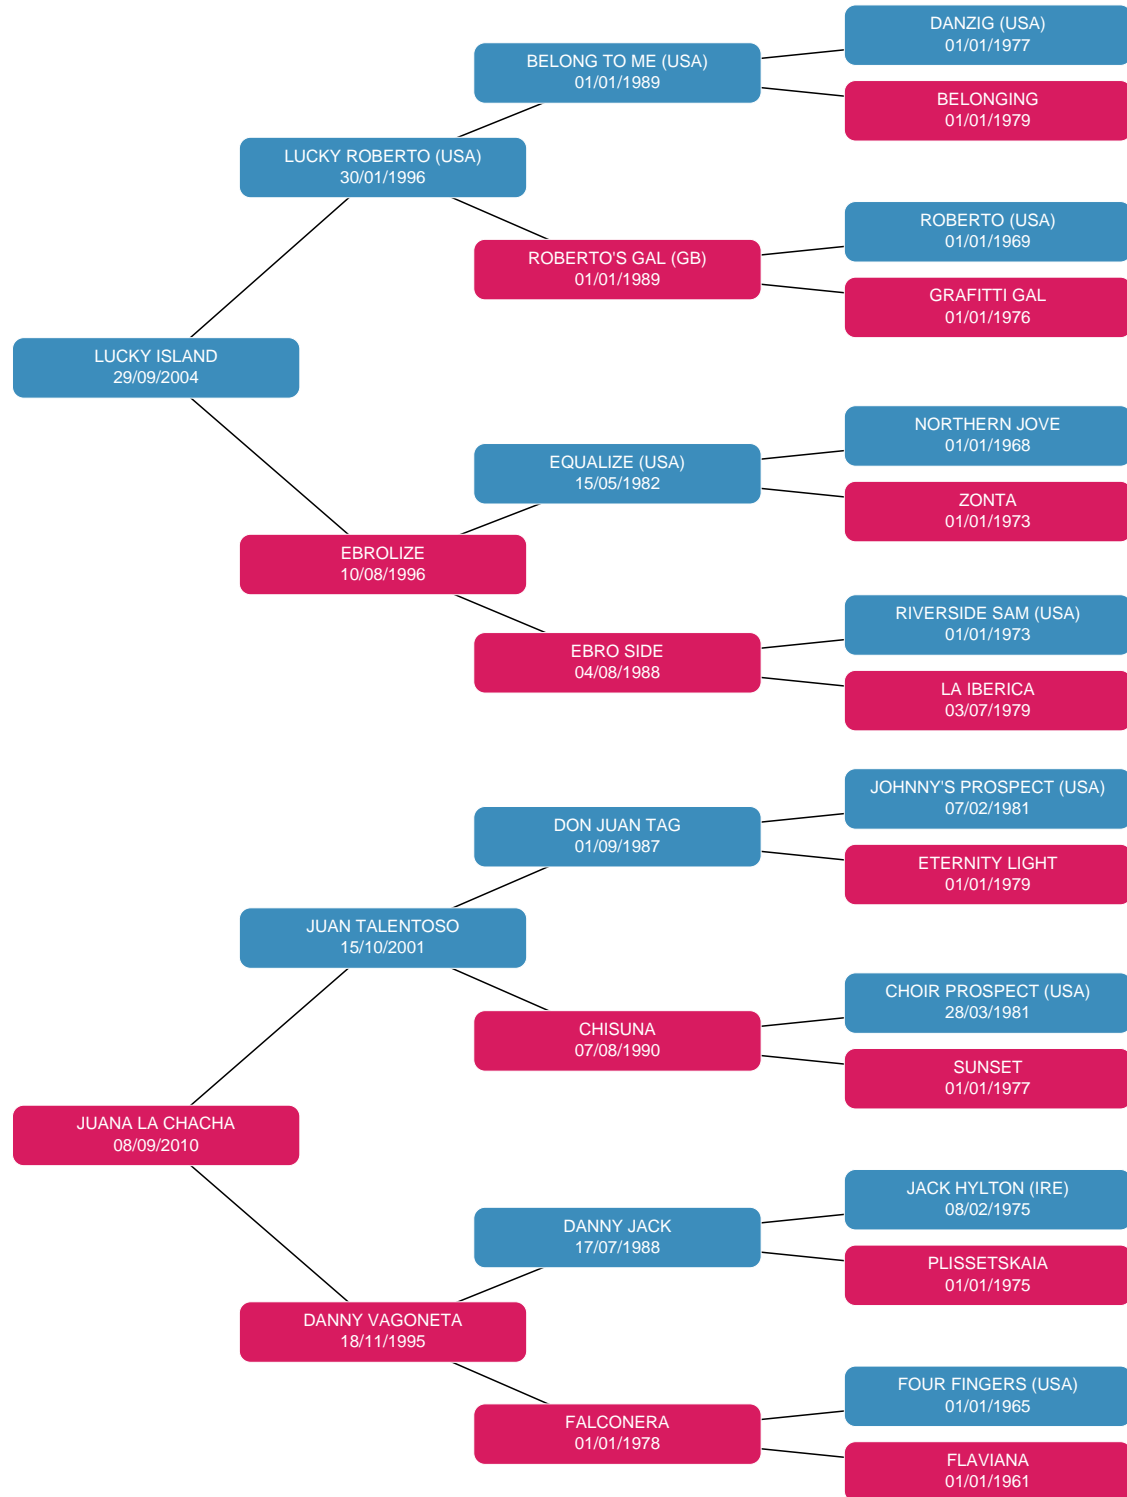 DANZIG (USA)
01/01/1977
BELONG TO ME (USA)
01/01/1989
BELONGING
01/01/1979
LUCKY ROBERTO (USA)
30/01/1996
ROBERTO (USA)
01/01/1969
ROBERTO'S GAL (GB)
01/01/1989
GRAFITTI GAL
01/01/1976
LUCKY ISLAND
29/09/2004
NORTHERN JOVE
01/01/1968
EQUALIZE (USA)
15/05/1982
ZONTA
01/01/1973
EBROLIZE
10/08/1996
RIVERSIDE SAM (USA)
01/01/1973
EBRO SIDE
04/08/1988
LA IBERICA
03/07/1979
JOHNNY'S PROSPECT (USA)
07/02/1981
DON JUAN TAG
01/09/1987
ETERNITY LIGHT
01/01/1979
JUAN TALENTOSO
15/10/2001
CHOIR PROSPECT (USA)
28/03/1981
CHISUNA
07/08/1990
SUNSET
01/01/1977
JUANA LA CHACHA
08/09/2010
JACK HYLTON (IRE)
08/02/1975
DANNY JACK
17/07/1988
PLISSETSKAIA
01/01/1975
DANNY VAGONETA
18/11/1995
FOUR FINGERS (USA)
01/01/1965
FALCONERA
01/01/1978
FLAVIANA
01/01/1961